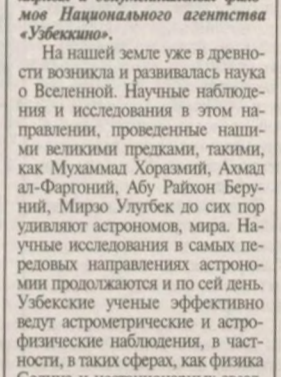 мов Национального агентства
«Узбеккино».
На нашей земле уже в древно-
сти возникла и развивалась наука
о Вселенной. Научные наблюде-
ния и исследования в этом на-
правлении, проведенные наши-
ми великими предками, такими,
как Мухаммад Хоразмий, Ахмад
ал-Фаргоний, Абу Райхон Беру-
ний, Мирзо Улугбек до сих пор
удивляют астрономов, мира. На-
учные исследования в самых пе-
редовых направлениях астроно-
мии продолжаются и по сей день.
Узбекские ученые эффективно
ведут астрометрические и астро-
физические наблюдения, в част-
ности, в таких сферах, как физика